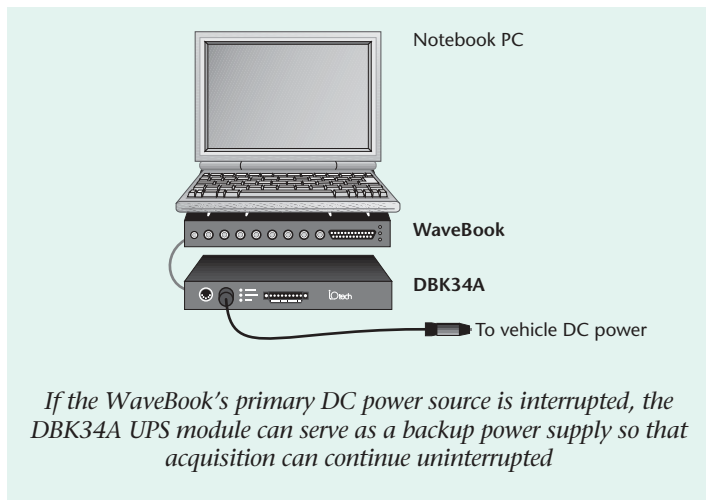 Notebook PC
WaveBook
DBK34A
iOtech
To vehicle DC power
If the WaveBook's primary DC power source is interrupted, the
DBK34A UPS module can serve as a backup power supply so that
acquisition can continue uninterrupted